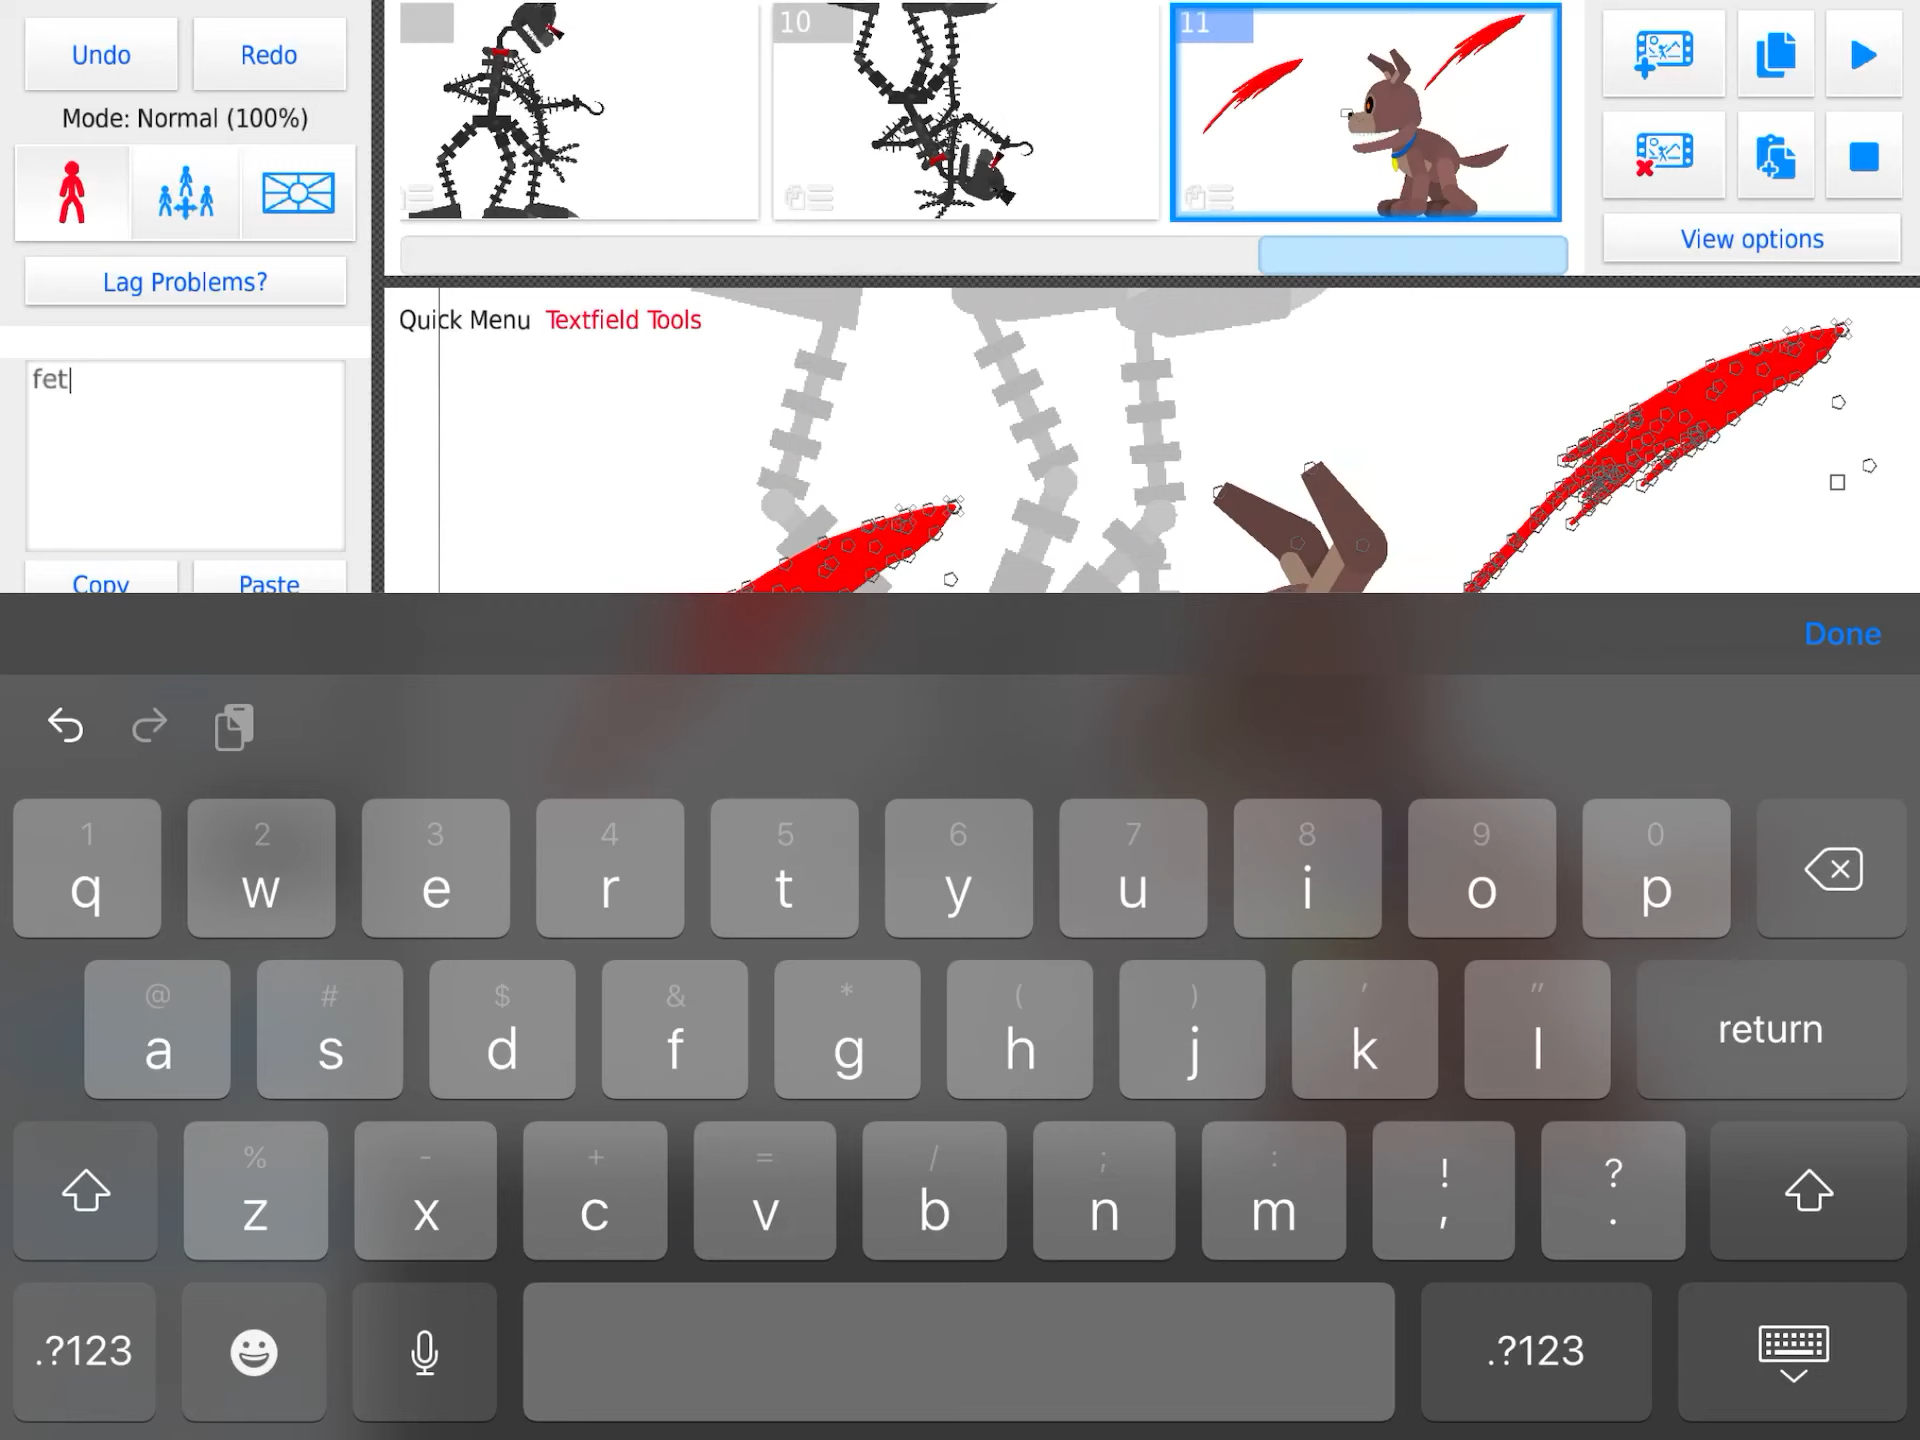 Undo Redo
Mode: Normal (100%)
Lag Problems?
10
11
View options
Quick Menu Textfield Tools
fet
Copy Paste
Done
1 2 3 4 5 6 7 8 9 0
q w e r t y u i o p
@ # $ & * ( ) ' "
a s d f g h j k l return
% - + = / ; : ! ?
z x c v b n m , .
.?123 .?123